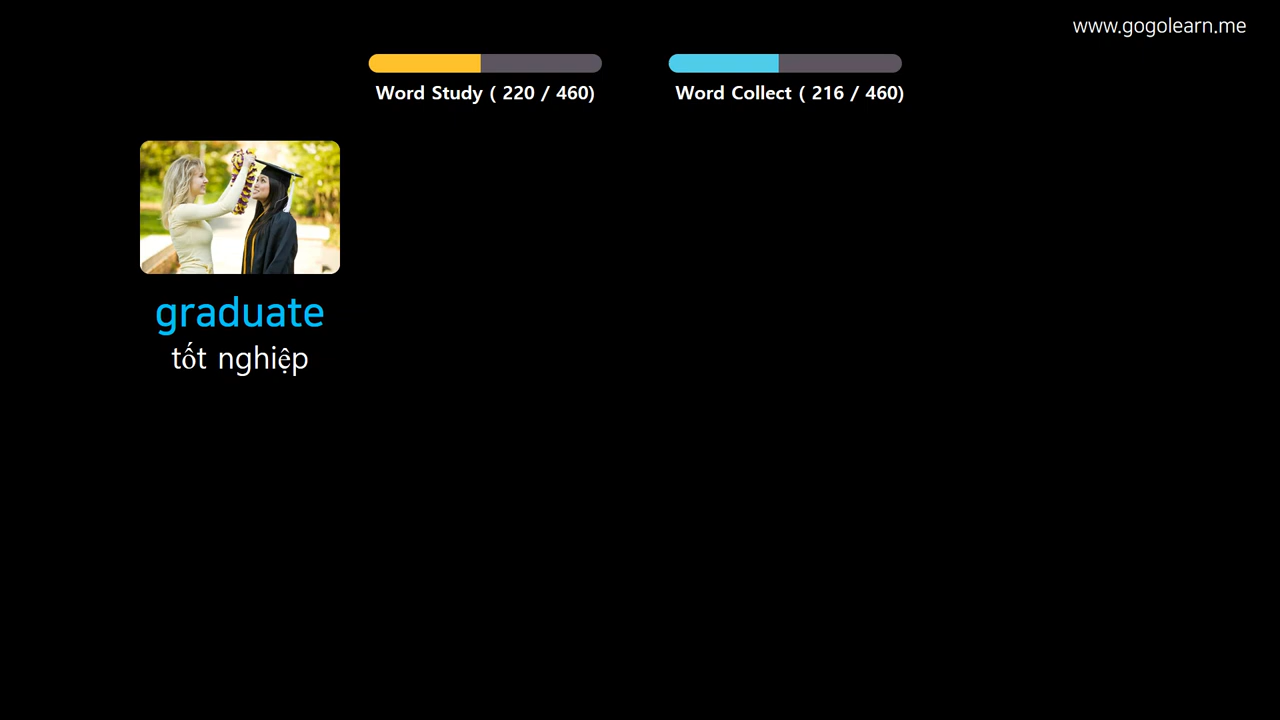 www.gogolearn.me
Word Study ( 220 / 460)
Word Collect ( 216 / 460)
graduate
tốt nghiệp